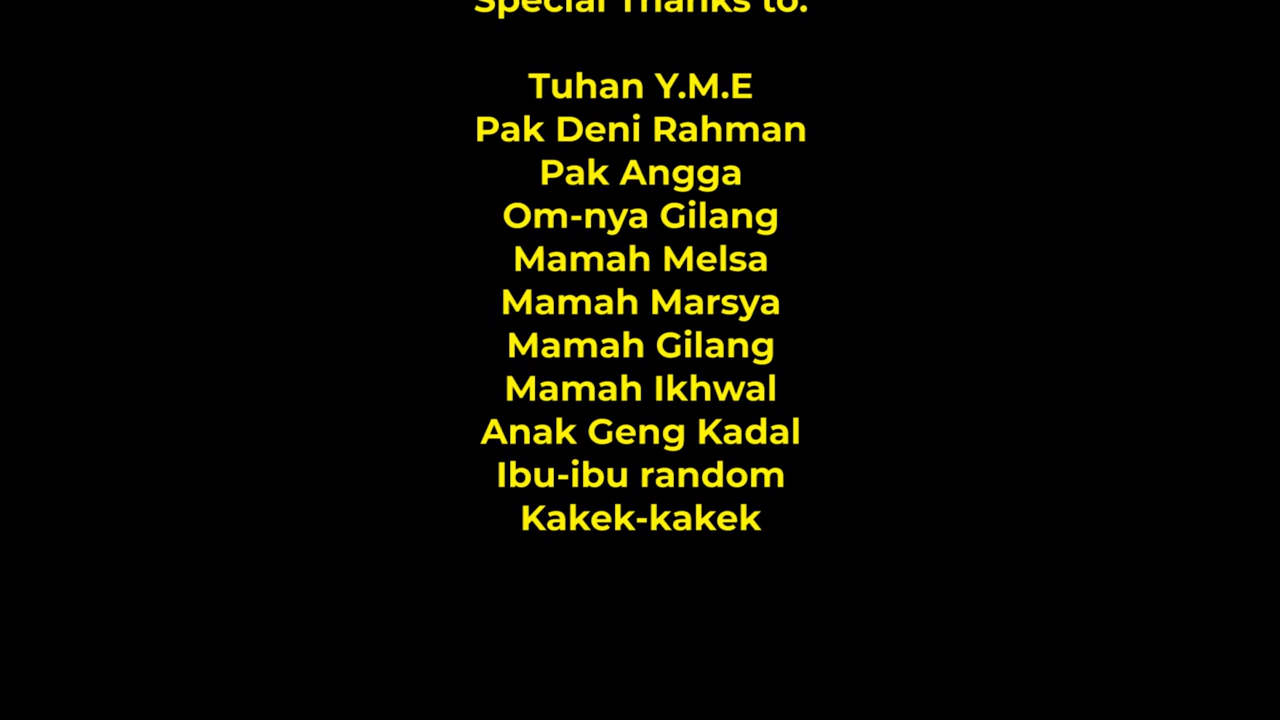 Special Thanks to:
Tuhan Y.M.E
Pak Deni Rahman
Pak Angga
Om-nya Gilang
Mamah Melsa
Mamah Marsya
Mamah Gilang
Mamah Ikhwal
Anak Geng Kadal
Ibu-ibu random
Kakek-kakek